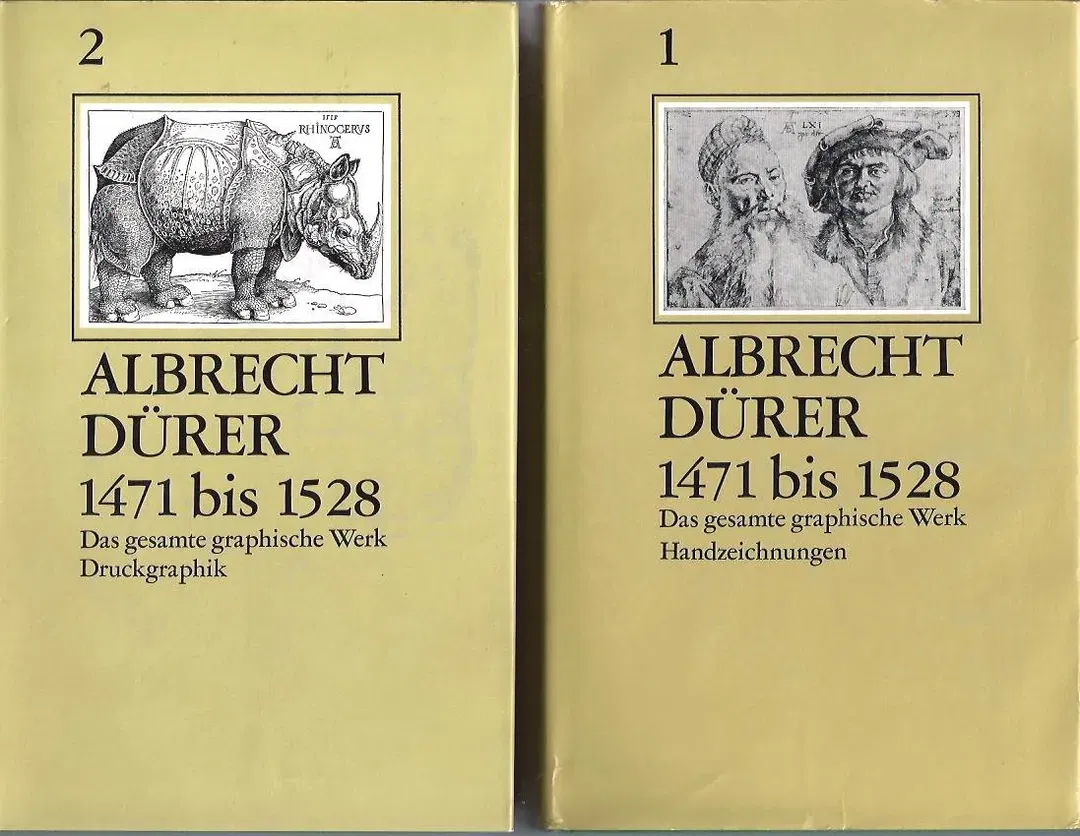 2
1515
RHINOCERVS
AD
ALBRECHT
DÜRER
1471 bis 1528
Das gesamte graphische Werk
Druckgraphik
1
LXI
ALBRECHT
DÜRER
1471 bis 1528
Das gesamte graphische Werk
Handzeichnungen